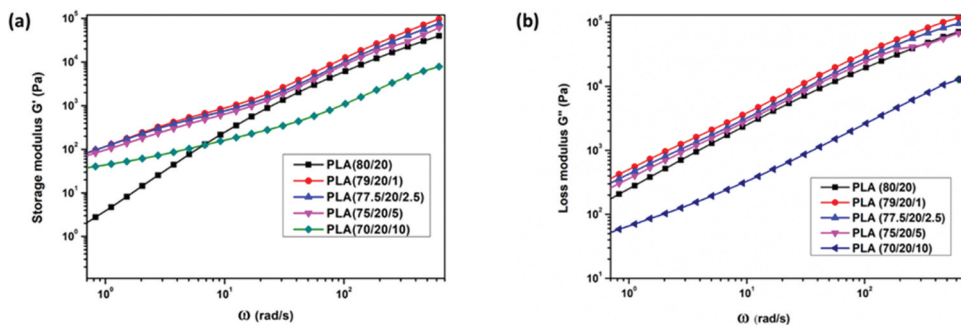 (a)
Storage modulus G' (Pa)
10⁵
10⁴
10³
10²
10¹
10⁰
PLA(80/20)
PLA(79/20/1)
PLA(77.5/20/2.5)
PLA(75/20/5)
PLA(70/20/10)
10⁰
10¹
10²
ω (rad/s)
(b)
Loss modulus G'' (Pa)
10⁵
10⁴
10³
10²
10¹
PLA (80/20)
PLA (79/20/1)
PLA (77.5/20/2.5)
PLA (75/20/5)
PLA (70/20/10)
10⁰
10¹
10²
ω (rad/s)